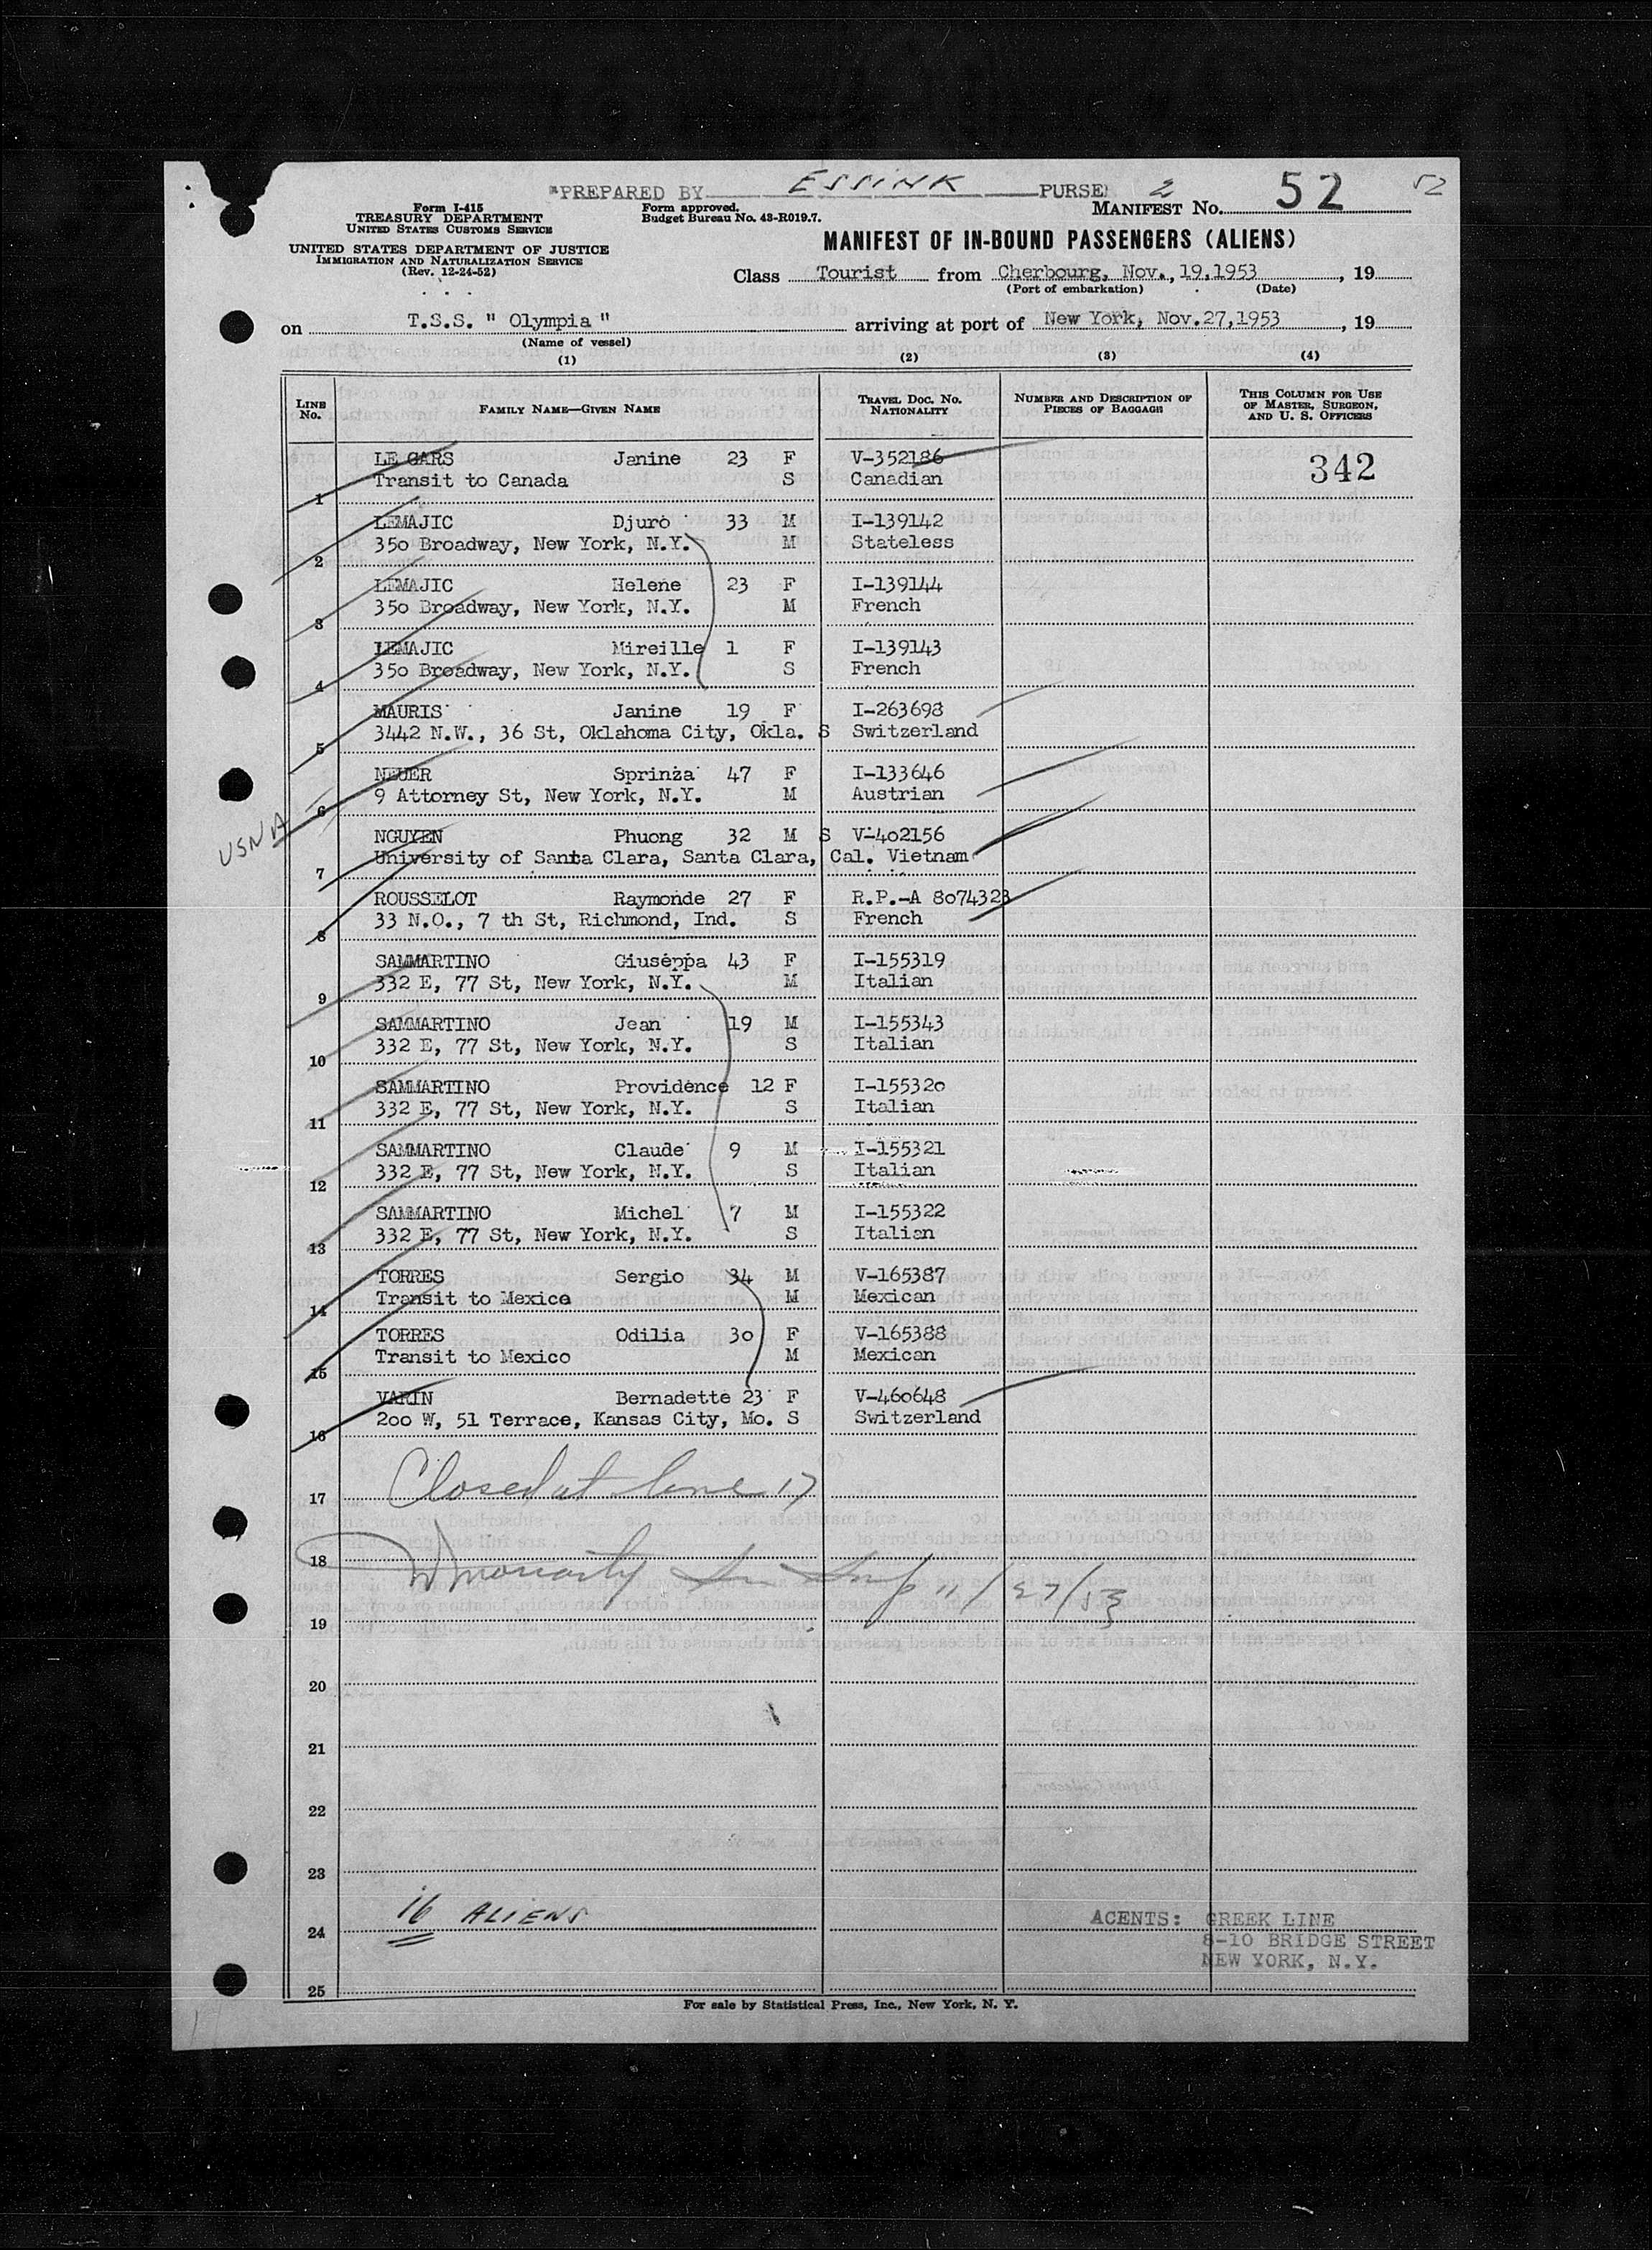 PREPARED BY ESSINK PURSE 2
Form I-415
TREASURY DEPARTMENT
UNITED STATES CUSTOMS SERVICE
Form approved.
Budget Bureau No. 43-R019.7.
MANIFEST No. 52 52
UNITED STATES DEPARTMENT OF JUSTICE
IMMIGRATION AND NATURALIZATION SERVICE
(Rev. 12-24-52)
MANIFEST OF IN-BOUND PASSENGERS (ALIENS)
Class Tourist from Cherbourg, Nov., 19,1953, 19
(Port of embarkation) (Date)
on T.S.S. " Olympia " arriving at port of New York, Nov.27,1953, 19
(Name of vessel)
(1) (2) (3) (4)
LINE No. FAMILY NAME—GIVEN NAME TRAVEL DOC. NO. NATIONALITY NUMBER AND DESCRIPTION OF PIECES OF BAGGAGE THIS COLUMN FOR USE OF MASTER, SURGEON, AND U. S. OFFICERS
LE GARS Janine 23 F V-352186 342
1 Transit to Canada S Canadian
LEMAJIC Djuro 33 M I-139142
2 350 Broadway, New York, N.Y. M Stateless
LEMAJIC Helene 23 F I-139144
3 350 Broadway, New York, N.Y. M French
LEMAJIC Mireille 1 F I-139143
4 350 Broadway, New York, N.Y. S French
MAURIS Janine 19 F I-263698
5 3442 N.W., 36 St, Oklahoma City, Okla. S Switzerland
NEUER Sprinza 47 F I-133646
6 9 Attorney St, New York, N.Y. M Austrian
USNA
NGUYEN Phuong 32 M S V-402156
7 University of Santa Clara, Santa Clara, Cal. Vietnam
ROUSSELOT Raymonde 27 F R.P.-A 8074323
8 33 N.O., 7 th St, Richmond, Ind. S French
SAMMARTINO Giuseppa 43 F I-155319
9 332 E, 77 St, New York, N.Y. M Italian
SAMMARTINO Jean 19 M I-155343
10 332 E, 77 St, New York, N.Y. S Italian
SAMMARTINO Providence 12 F I-155320
11 332 E, 77 St, New York, N.Y. S Italian
SAMMARTINO Claude 9 M I-155321
12 332 E, 77 St, New York, N.Y. S Italian
SAMMARTINO Michel 7 M I-155322
13 332 E, 77 St, New York, N.Y. S Italian
TORRES Sergio 34 M V-165387
14 Transit to Mexico M Mexican
TORRES Odilia 30 F V-165388
15 Transit to Mexico M Mexican
VARIN Bernadette 23 F V-460648
16 200 W, 51 Terrace, Kansas City, Mo. S Switzerland
17 Closed at line 17
18 Moriarty 11/27/53
19
20
21
22
23
24 16 ALIENS
AGENTS: GREEK LINE
8-10 BRIDGE STREET
NEW YORK, N.Y.
25
For sale by Statistical Press, Inc., New York, N. Y.